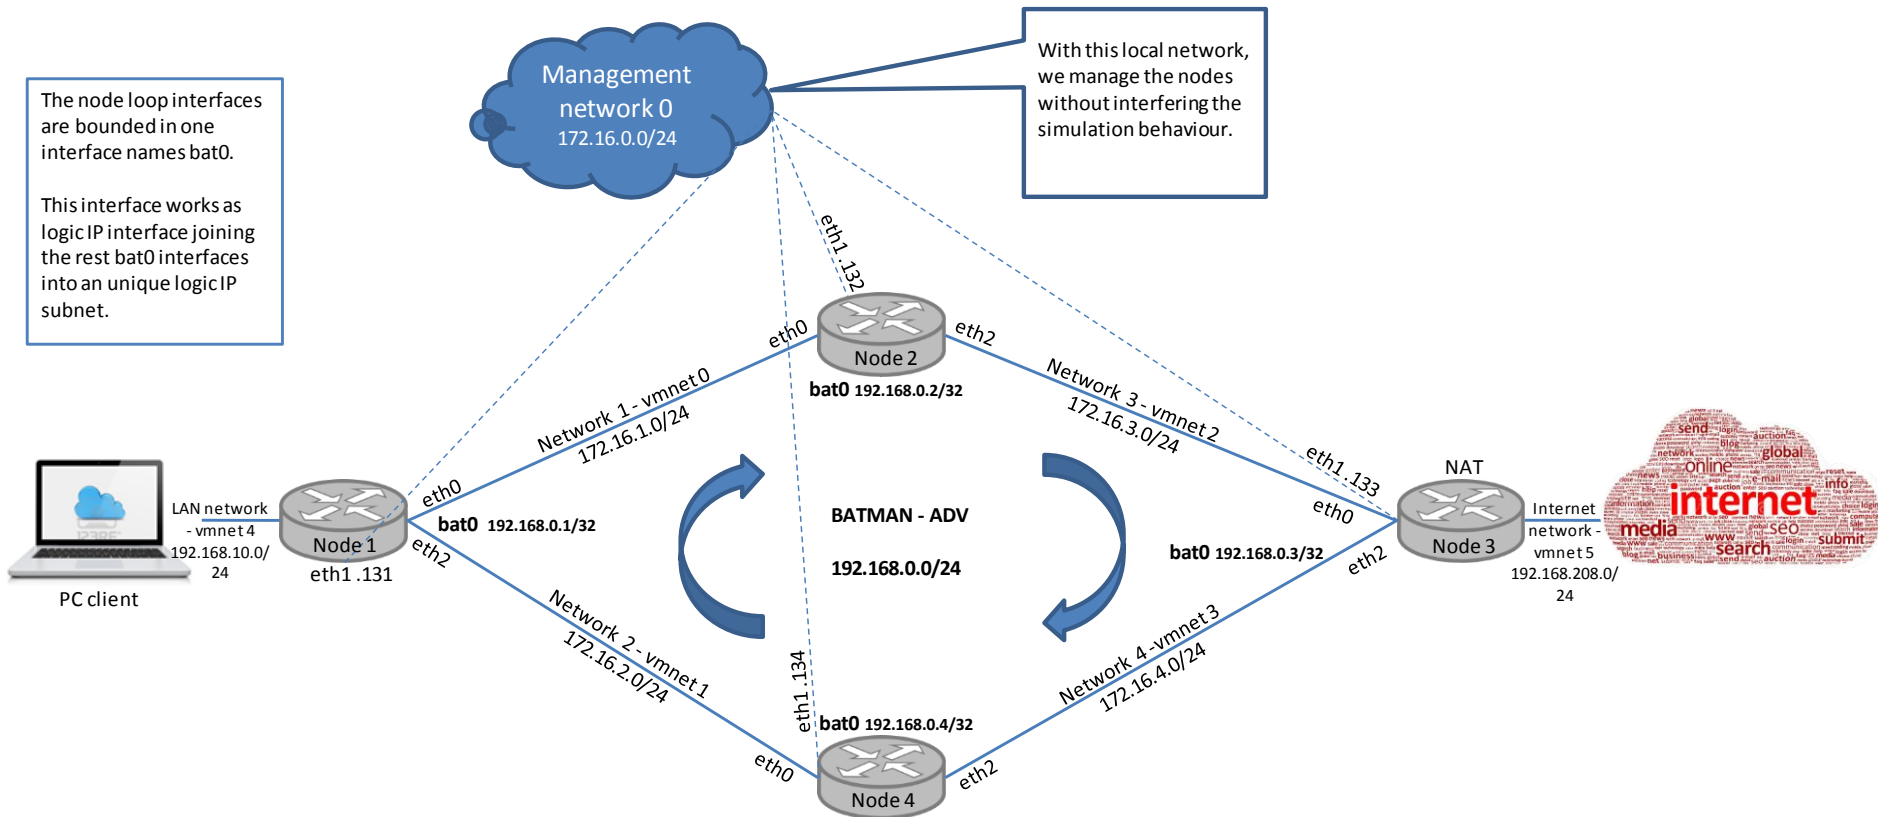 Management
network 0
172.16.0.0/24
With this local network,
we manage the nodes
without interfering the
simulation behaviour.
The node loop interfaces
are bounded in one
interface names bat0.
This interface works as
logic IP interface joining
the rest bat0 interfaces
into an unique logic IP
subnet.
eth1 .132
eth0
Node 2
eth2
bat0 192.168.0.2/32
Network 1 - vmnet 0
172.16.1.0/24
Network 3 - vmnet 2
172.16.3.0/24
LAN network
- vmnet 4
192.168.10.0/
24
PC client
Node 1
eth1 .131
eth0
bat0 192.168.0.1/32
eth2
BATMAN - ADV
192.168.0.0/24
eth1 .133
eth0
bat0 192.168.0.3/32
eth2
NAT
Node 3
Internet
network -
vmnet 5
192.168.208.0/
24
send
global
online
info
internet
media
seo
www
search
submit
auction
e-mail
business
Network 2 - vmnet 1
172.16.2.0/24
Network 4 -vmnet 3
172.16.4.0/24
eth1 .134
bat0 192.168.0.4/32
eth0
Node 4
eth2